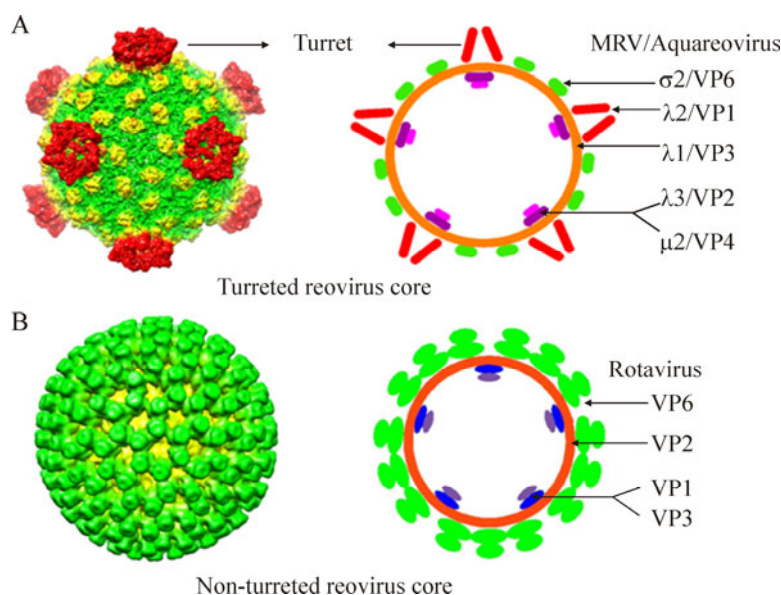 A
Turret
MRV/Aquareovirus
σ2/VP6
λ2/VP1
λ1/VP3
λ3/VP2
μ2/VP4
Turreted reovirus core
B
Rotavirus
VP6
VP2
VP1
VP3
Non-turreted reovirus core